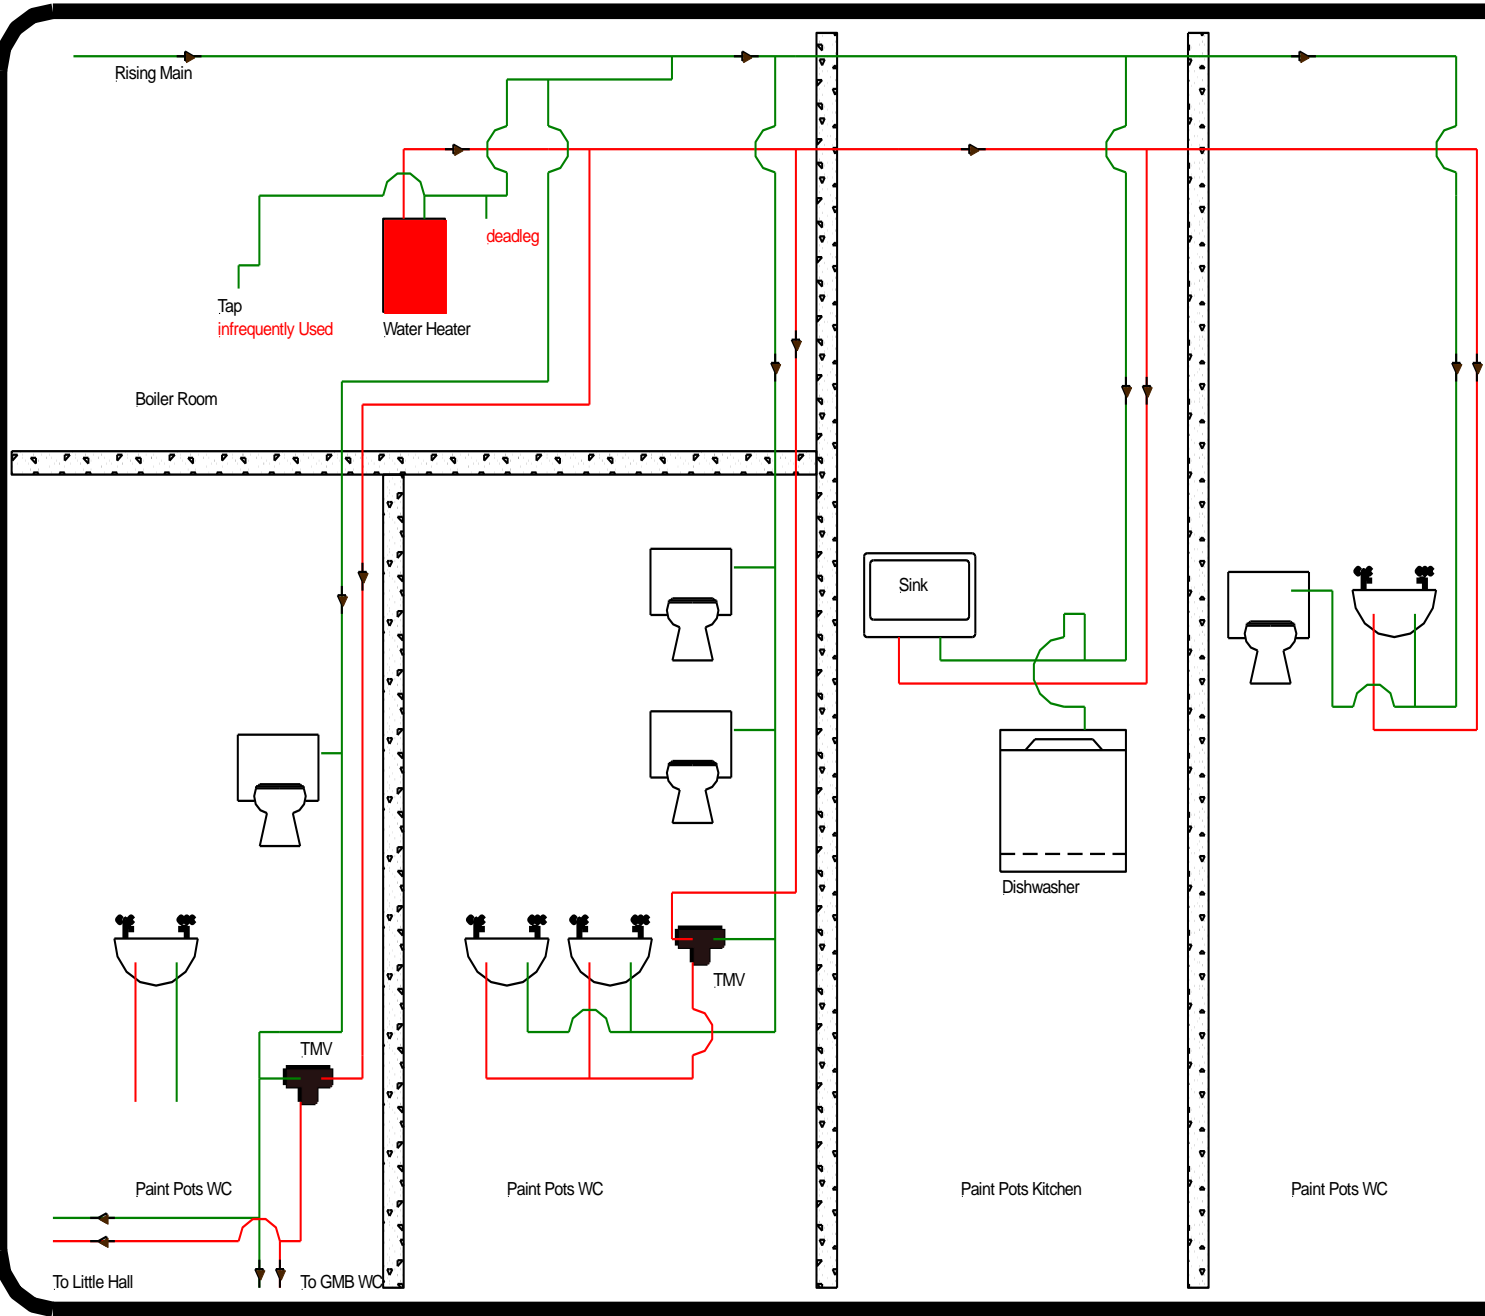 Rising Main
deadleg
Tap
infrequently Used
Water Heater
Boiler Room
Sink
Dishwasher
TMV
TMV
Paint Pots WC
Paint Pots WC
Paint Pots Kitchen
Paint Pots WC
To Little Hall
To GMB WC